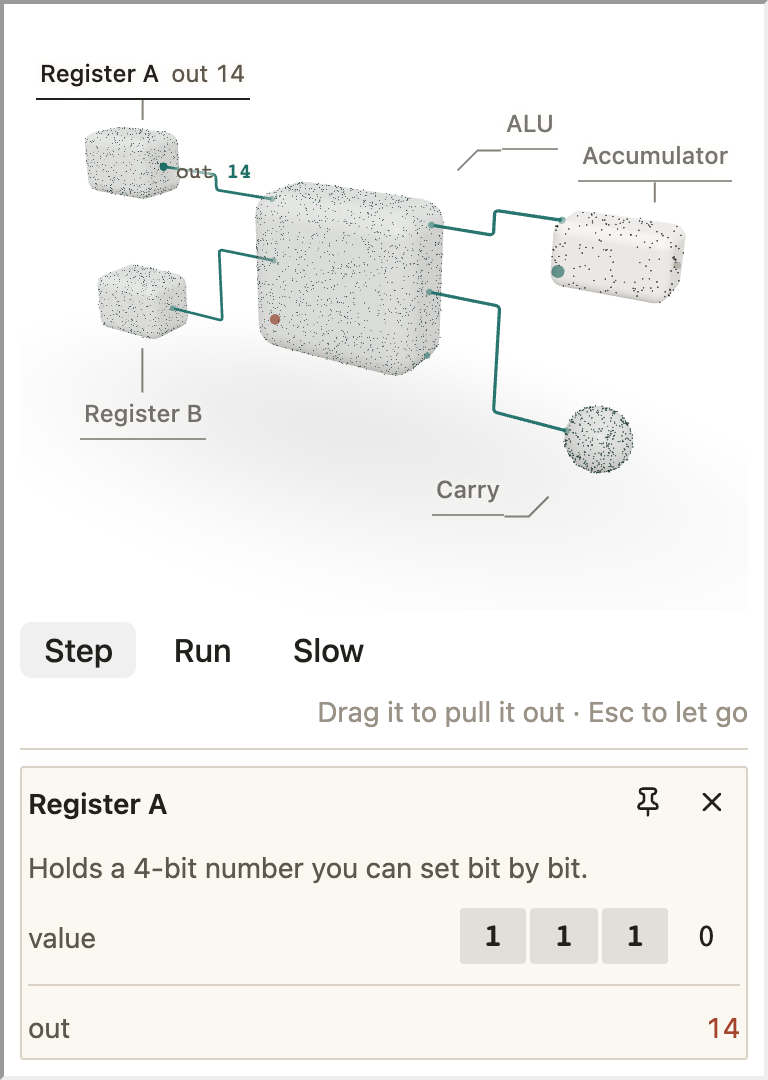 Register A out 14
ALU
Accumulator
out 14
Register B
Carry
Step Run Slow
Drag it to pull it out · Esc to let go
Register A
Holds a 4-bit number you can set bit by bit.
value 1 1 1 0
out 14